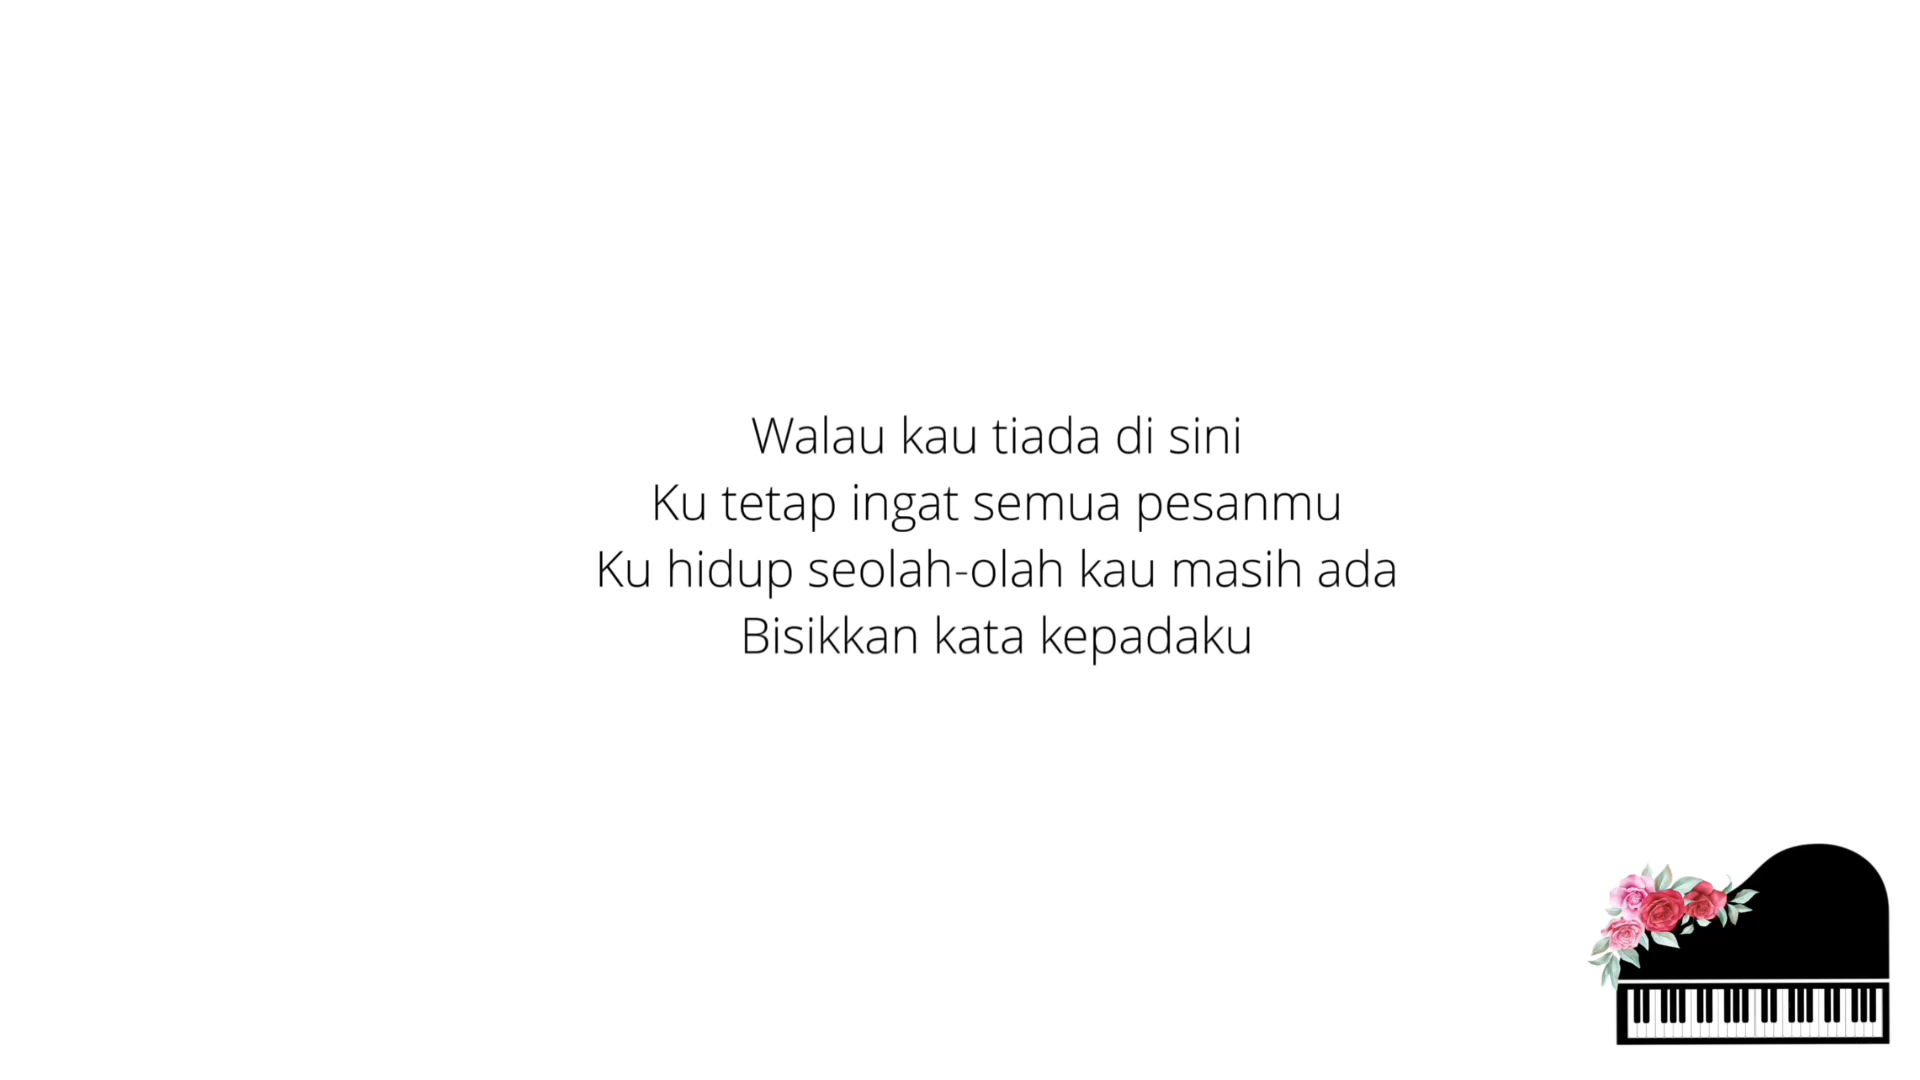 Walau kau tiada di sini
Ku tetap ingat semua pesanmu
Ku hidup seolah-olah kau masih ada
Bisikkan kata kepadaku